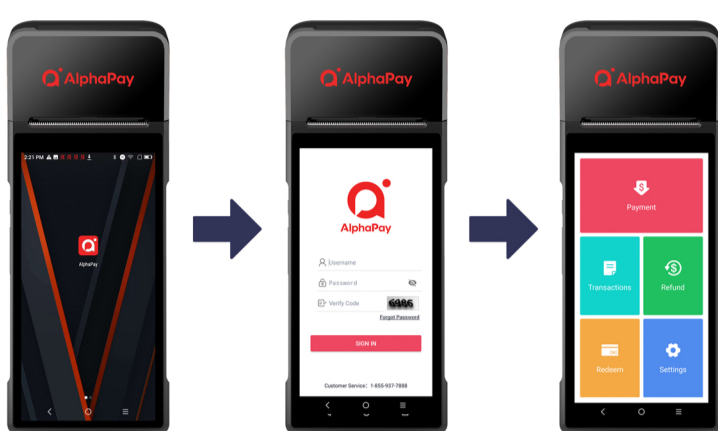 AlphaPay
2:21 PM
AlphaPay
AlphaPay
AlphaPay
Username
Password
Verify Code
6986
Forgot Password
SIGN IN
Customer Service: 1-855-937-7888
AlphaPay
Payment
Transactions
Refund
Redeem
Settings